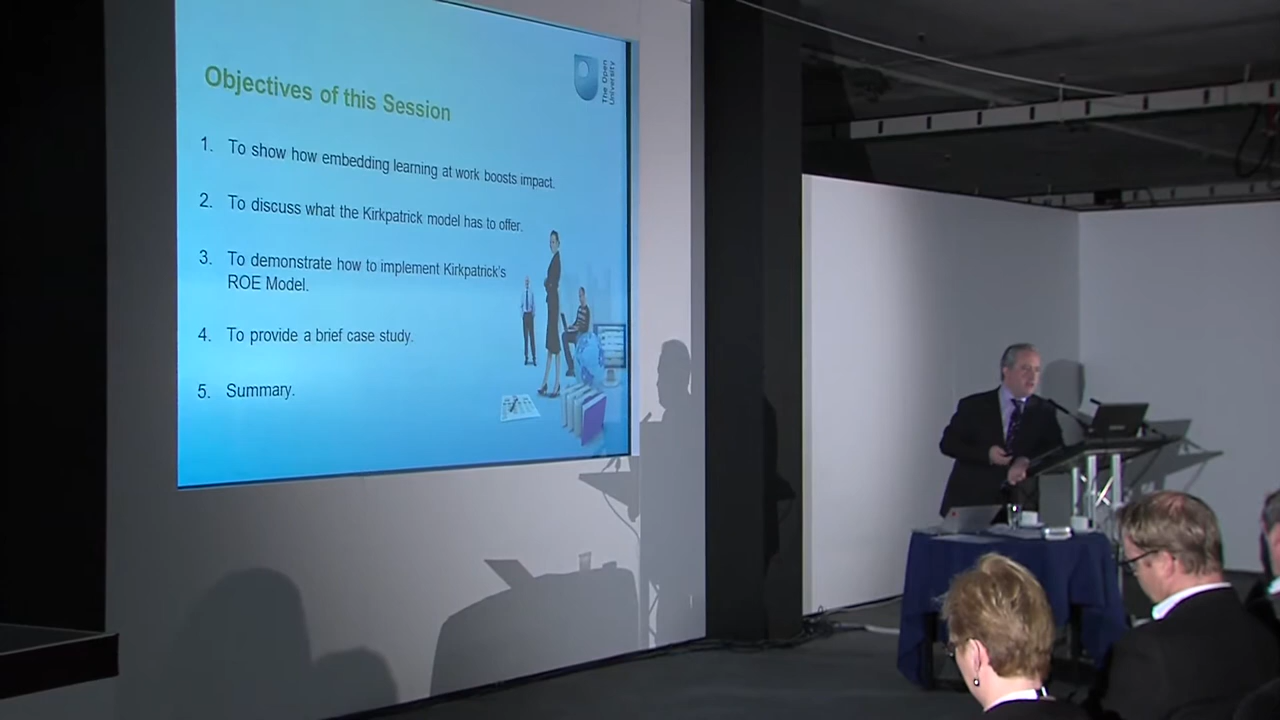 Objectives of this Session
The Open
University
1. To show how embedding learning at work boosts impact.
2. To discuss what the Kirkpatrick model has to offer.
3. To demonstrate how to implement Kirkpatrick's
ROE Model.
4. To provide a brief case study.
5. Summary.